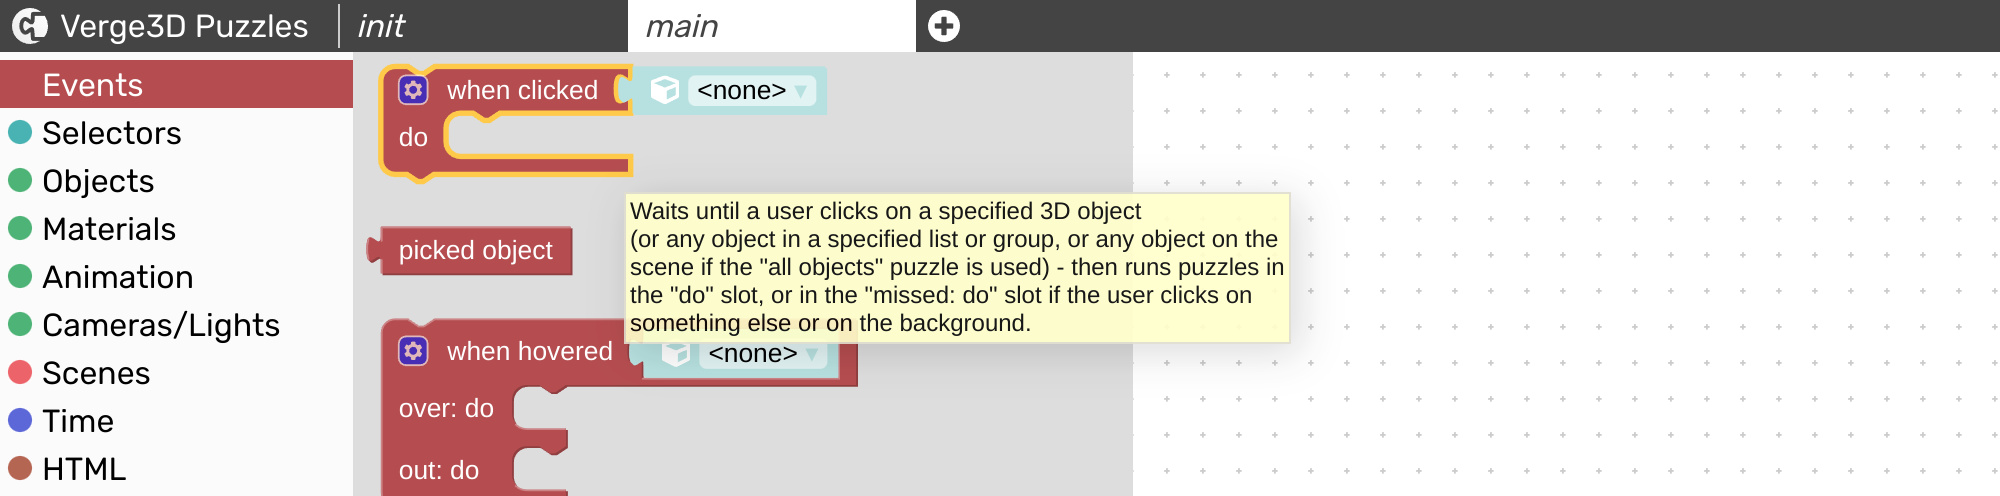 Verge3D Puzzles
init
main
Events
Selectors
Objects
Materials
Animation
Cameras/Lights
Scenes
Time
HTML
when clicked <none>
do
picked object
Waits until a user clicks on a specified 3D object
(or any object in a specified list or group, or any object on the
scene if the "all objects" puzzle is used) - then runs puzzles in
the "do" slot, or in the "missed: do" slot if the user clicks on
something else or on the background.
when hovered <none>
over: do
out: do